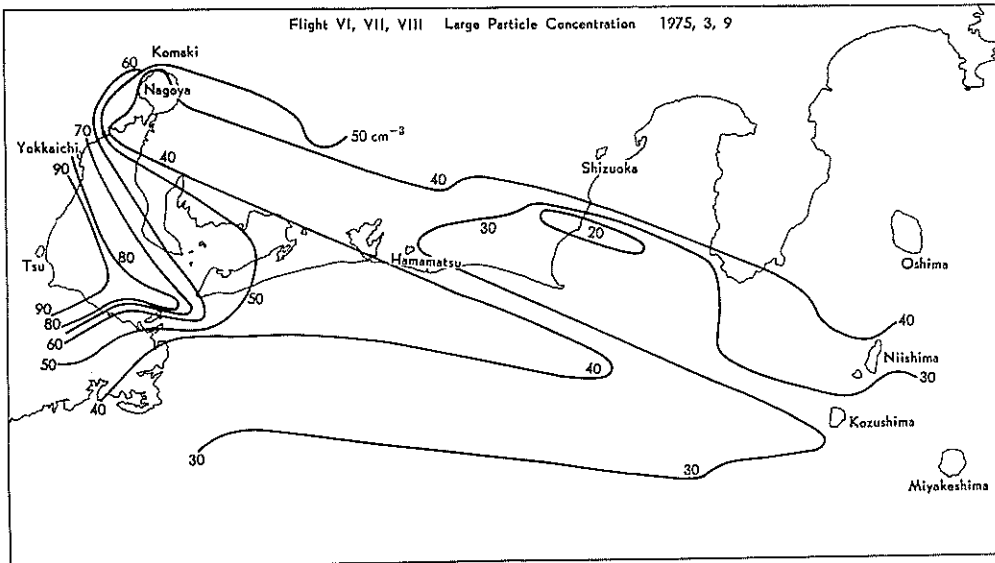 Flight VI, VII, VIII Large Particle Concentration 1975, 3, 9
Komaki
60
Nagoya
50 cm⁻³
70
Yokkaichi
40
90
Shizuoka
40
30
20
Oshima
Hamamatsu
Tsu
80
50
90
80
60
50
40
40
Niishima
30
40
Kozushima
30
30
Miyakeshima